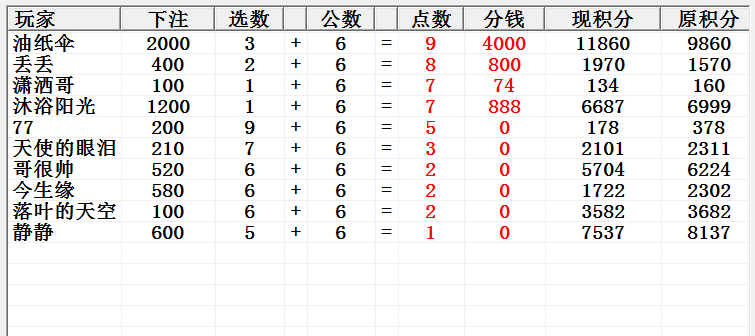 玩家 下注 选数 公数 点数 分钱 现积分 原积分
油纸伞 2000 3 + 6 = 9 4000 11860 9860
丢丢 400 2 + 6 = 8 800 1970 1570
潇洒哥 100 1 + 6 = 7 74 134 160
沐浴阳光 1200 1 + 6 = 7 888 6687 6999
77 200 9 + 6 = 5 0 178 378
天使的眼泪 210 7 + 6 = 3 0 2101 2311
哥很帅 520 6 + 6 = 2 0 5704 6224
今生缘 580 6 + 6 = 2 0 1722 2302
落叶的天空 100 6 + 6 = 2 0 3582 3682
静静 600 5 + 6 = 1 0 7537 8137